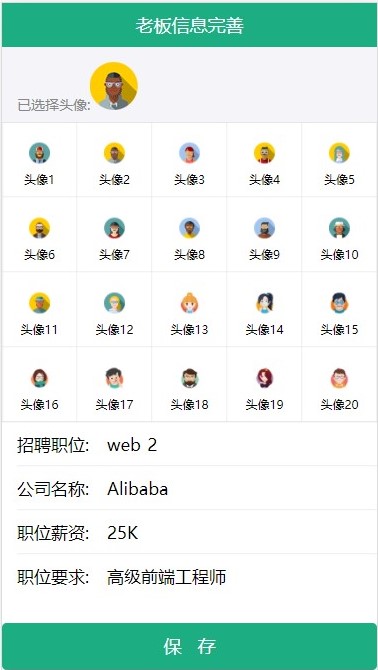 老板信息完善
已选择头像:
头像1 头像2 头像3 头像4 头像5
头像6 头像7 头像8 头像9 头像10
头像11 头像12 头像13 头像14 头像15
头像16 头像17 头像18 头像19 头像20
招聘职位: web 2
公司名称: Alibaba
职位薪资: 25K
职位要求: 高级前端工程师
保 存